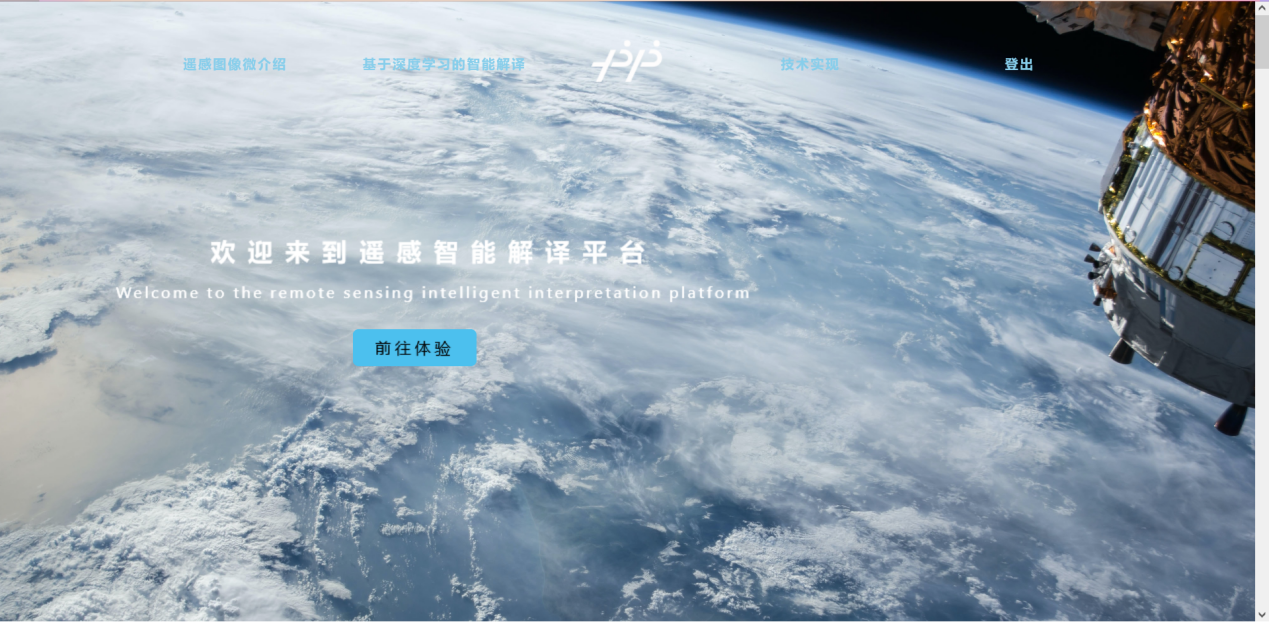 遥感图像微介绍
基于深度学习的智能解译
技术实现
登出
欢迎来到遥感智能解译平台
Welcome to the remote sensing intelligent interpretation platform
前往体验